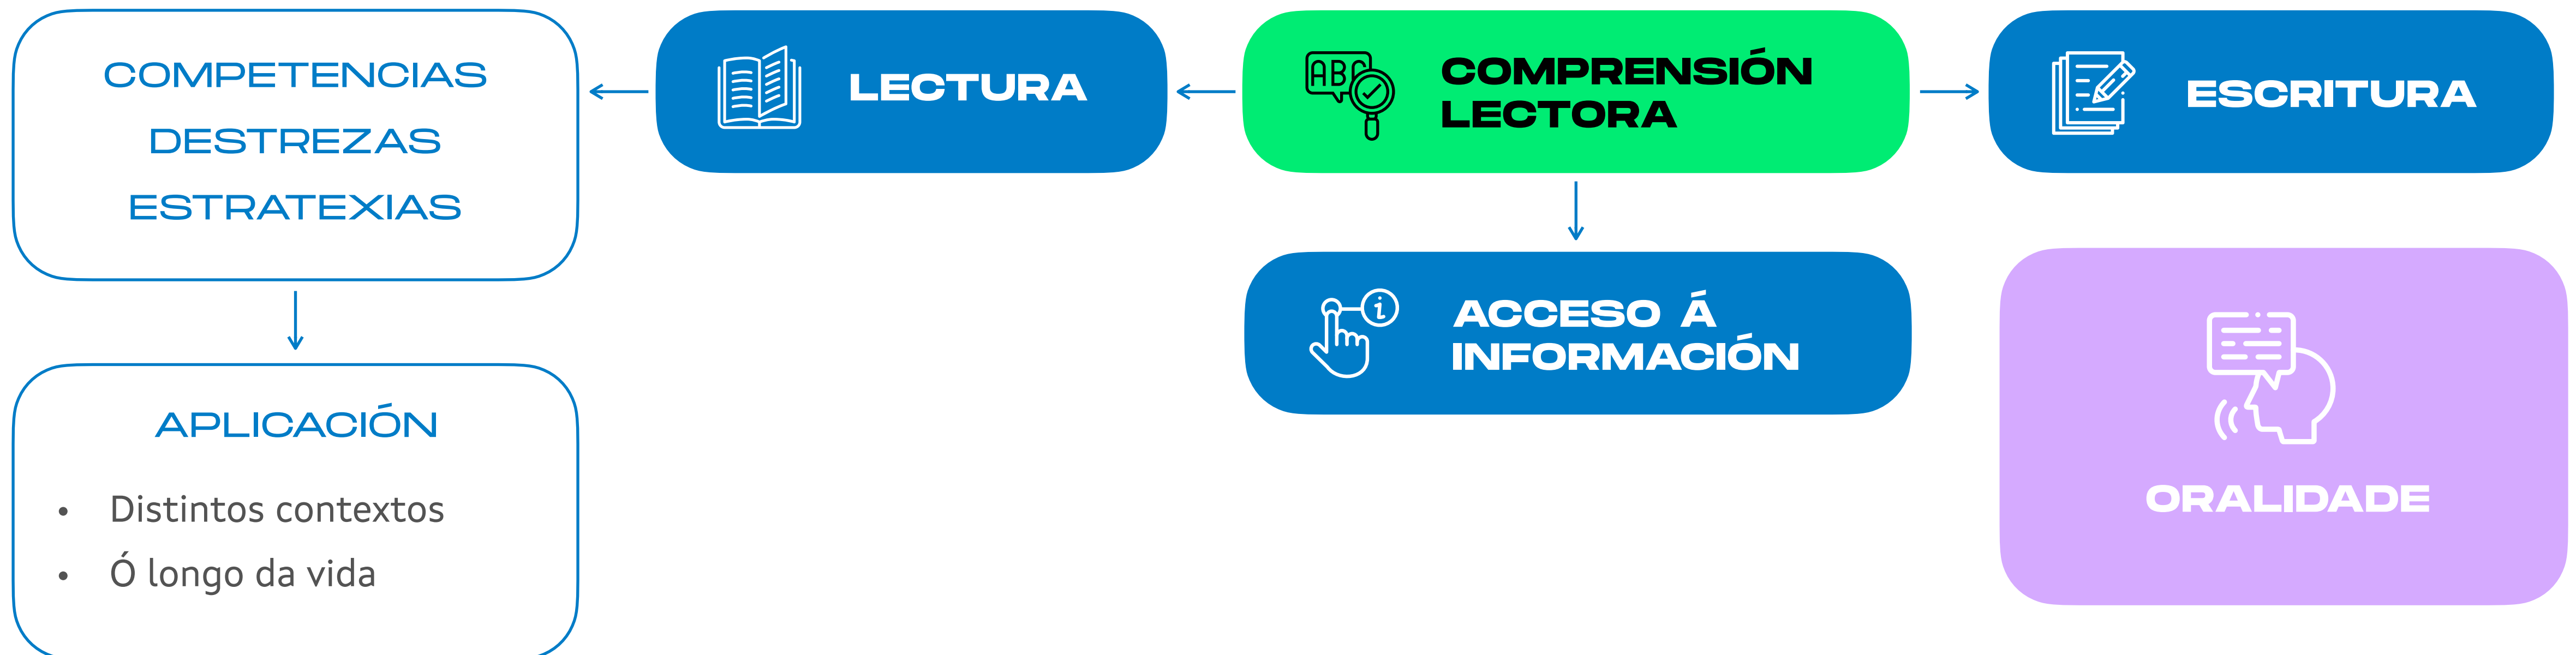 COMPETENCIAS
DESTREZAS
ESTRATEXIAS
APLICACIÓN
• Distintos contextos
• Ó longo da vida
LECTURA
ABC
COMPRENSIÓN
LECTORA
ACCESO Á
INFORMACIÓN
ESCRITURA
ORALIDADE